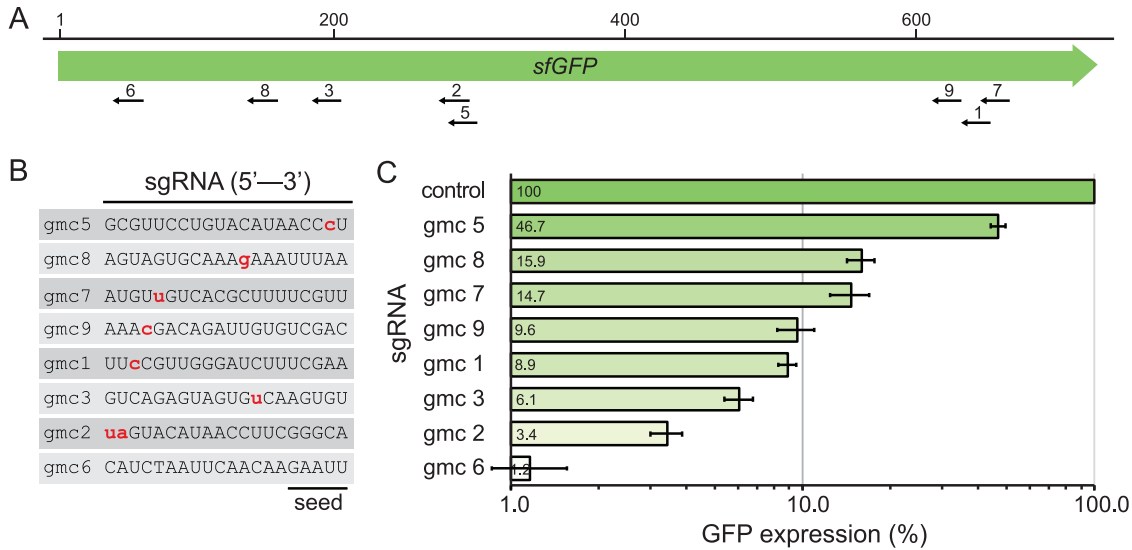 A
1 200 400 600
sfGFP
6 8 3 2 9 7
5 1
B
sgRNA (5’—3’)
gmc5 GCGUUCCUGUACAUAACCcU
gmc8 AGUAGUGCAAAgAAAUUUAA
gmc7 AUGUuGUCACGCUUUUCGUU
gmc9 AAAcGACAGAUUGUGUCGAC
gmc1 UUcCGUUGGGAUCUUUCGAA
gmc3 GUCAGAGUAGUGuCAAGUGU
gmc2 uaGUACAUAACCUUCGGGCA
gmc6 CAUCTAAUUCAACAAGAAUU
seed
C
sgRNA
control 100
gmc 5 46.7
gmc 8 15.9
gmc 7 14.7
gmc 9 9.6
gmc 1 8.9
gmc 3 6.1
gmc 2 3.4
gmc 6 1.2
1.0 10.0 100.0
GFP expression (%)